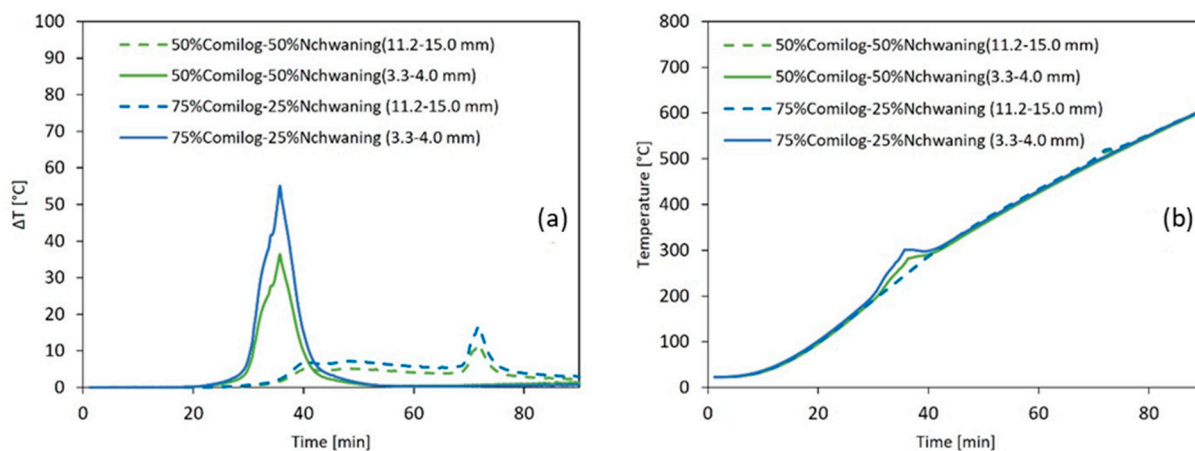 100
90
80
70
60
50
40
30
20
10
0
ΔT [°C]
50%Comilog-50%Nchwaning(11.2-15.0 mm)
50%Comilog-50%Nchwaning(3.3-4.0 mm)
75%Comilog-25%Nchwaning (11.2-15.0 mm)
75%Comilog-25%Nchwaning (3.3-4.0 mm)
(a)
0 20 40 60 80
Time [min]
800
700
600
500
400
300
200
100
0
Temperature [°C]
50%Comilog-50%Nchwaning(11.2-15.0 mm)
50%Comilog-50%Nchwaning(3.3-4.0 mm)
75%Comilog-25%Nchwaning (11.2-15.0 mm)
75%Comilog-25%Nchwaning (3.3-4.0 mm)
(b)
0 20 40 60 80
Time [min]